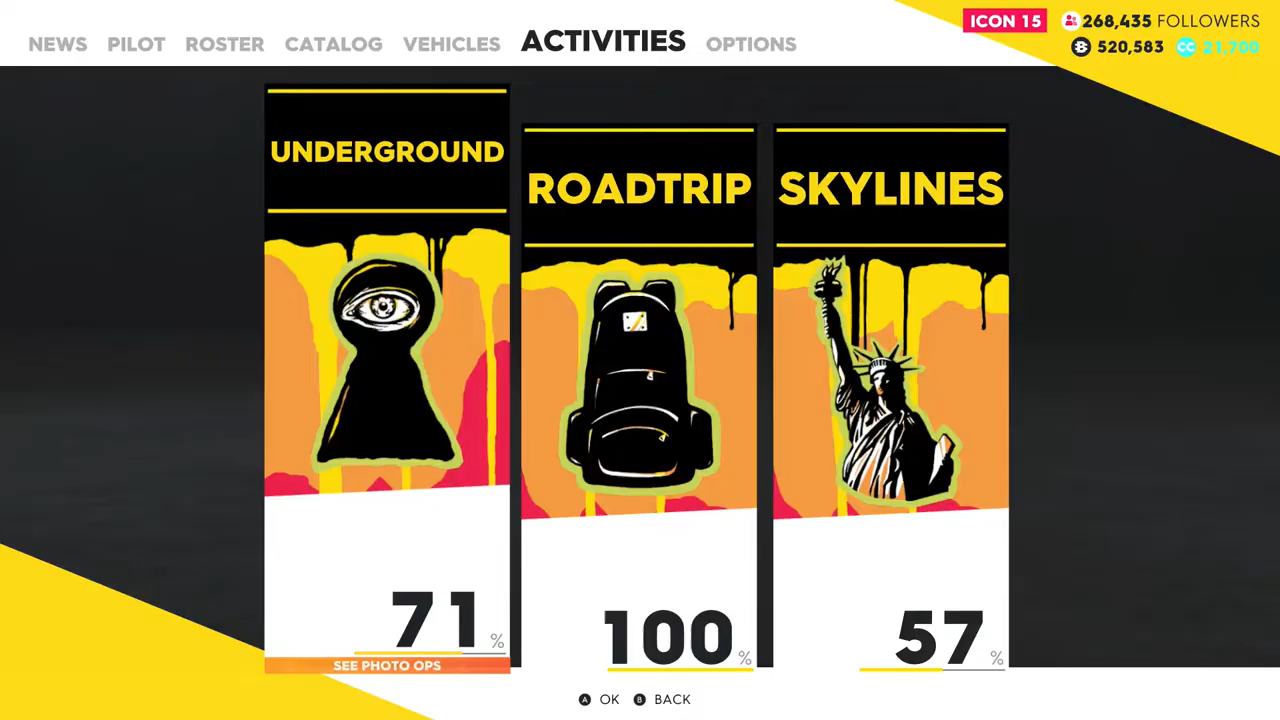 ICON 15
268,435 FOLLOWERS
NEWS PILOT ROSTER CATALOG VEHICLES ACTIVITIES OPTIONS
B 520,583 CC 21,700
UNDERGROUND
ROADTRIP
SKYLINES
71 %
100 %
57 %
SEE PHOTO OPS
A OK B BACK